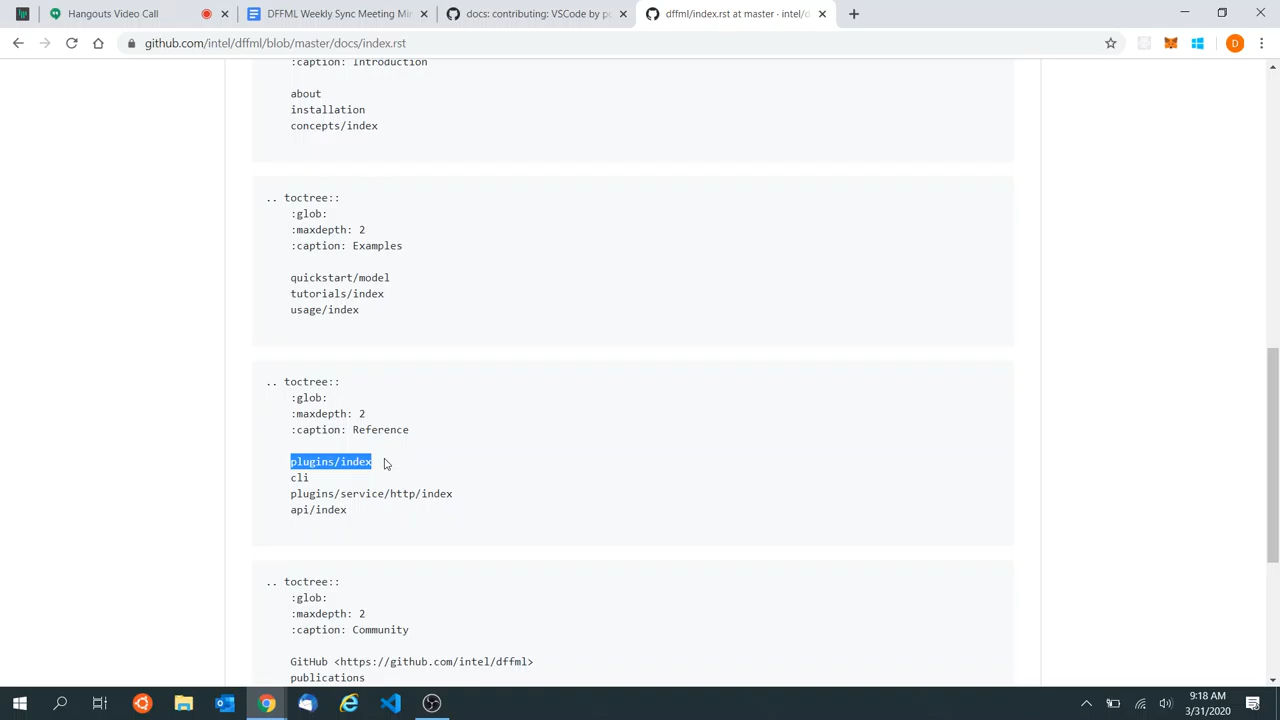 Hangouts Video Call
DFFML Weekly Sync Meeting Min
docs: contributing: VSCode by p
dffml/index.rst at master · intel/d
github.com/intel/dffml/blob/master/docs/index.rst
D
:caption: Introduction
about
installation
concepts/index
.. toctree::
:glob:
:maxdepth: 2
:caption: Examples
quickstart/model
tutorials/index
usage/index
.. toctree::
:glob:
:maxdepth: 2
:caption: Reference
plugins/index
cli
plugins/service/http/index
api/index
.. toctree::
:glob:
:maxdepth: 2
:caption: Community
GitHub <https://github.com/intel/dffml>
publications
9:18 AM
3/31/2020